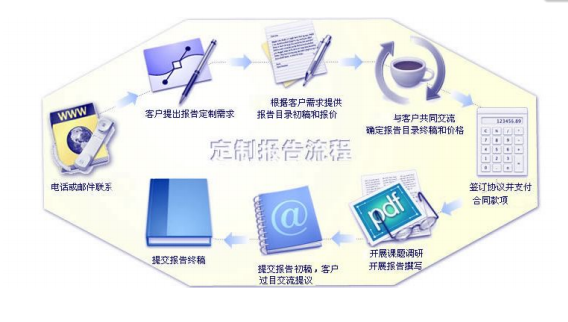 客户提出报告定制需求
根据客户需求提供
报告目录初稿和报价
与客户共同交流
确定报告目录终稿和价格
WWW
123456.89
定制报告流程
电话或邮件联系
签订协议并支付
合同款项
@
pdf
开展课题调研
开展报告撰写
提交报告初稿，客户
过目交流提议
提交报告终稿